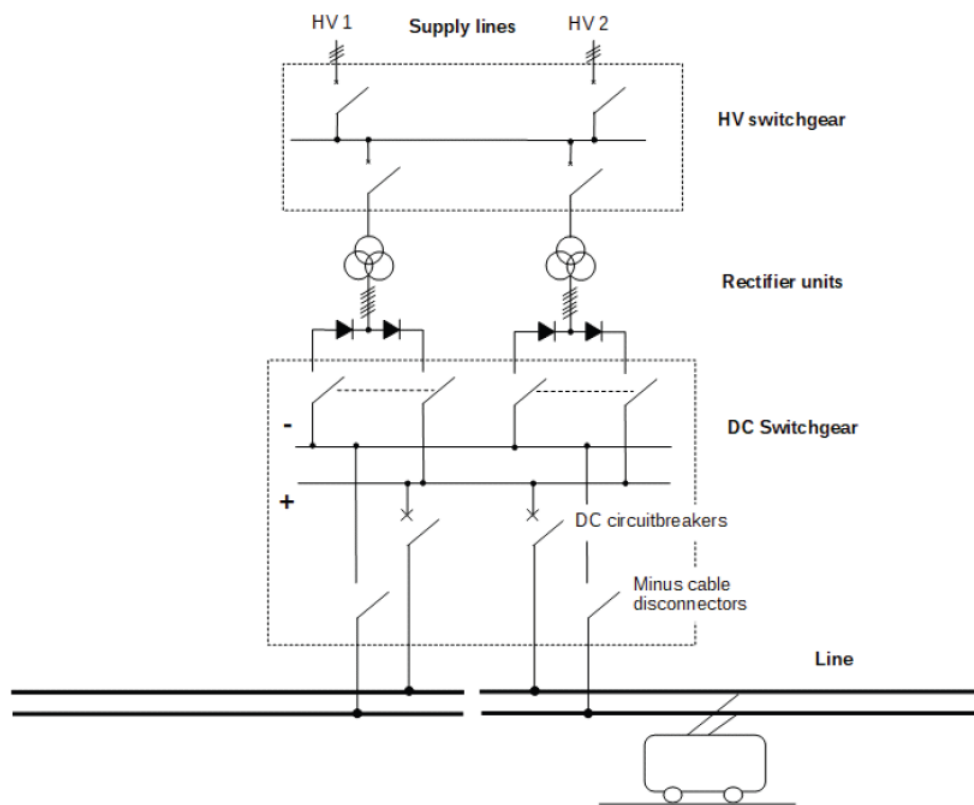 HV 1
Supply lines
HV 2
HV switchgear
Rectifier units
-
DC Switchgear
+
DC circuitbreakers
Minus cable
disconnectors
Line